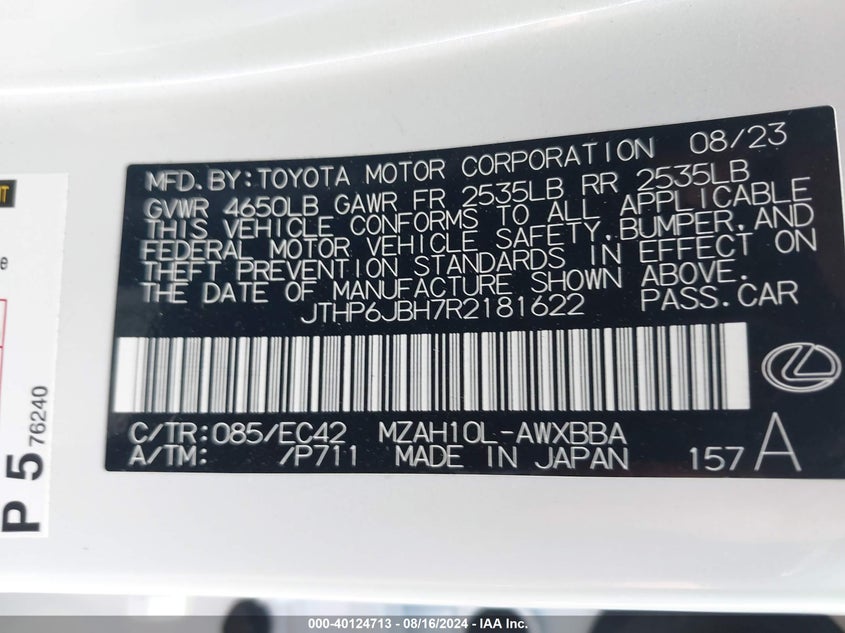 MFD.BY:TOYOTA MOTOR CORPORATION 08/23
GVWR 4650LB GAWR FR 2535LB RR 2535LB
THIS VEHICLE CONFORMS TO ALL APPLICABLE
FEDERAL MOTOR VEHICLE SAFETY,BUMPER,AND
THEFT PREVENTION STANDARDS IN EFFECT ON
THE DATE OF MANUFACTURE SHOWN ABOVE.
JTHP6JBH7R2181622 PASS.CAR
C/TR:085/EC42 MZAH10L-AWXBBA
A/TM: /P711 MADE IN JAPAN 157A
P 5 76240
000-40124713 - 08/16/2024 - IAA Inc.